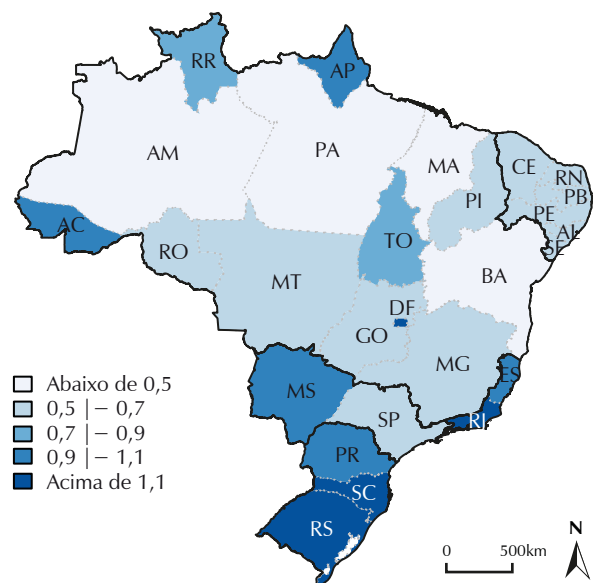 RR
AP
AM
PA
MA
CE
RN
PB
PI
PE
AL
SE
AC
TO
RO
BA
MT
DF
GO
MG
ES
MS
SP
RJ
PR
SC
RS
Abaixo de 0,5
0,5 |− 0,7
0,7 |− 0,9
0,9 |− 1,1
Acima de 1,1
N
0 500km